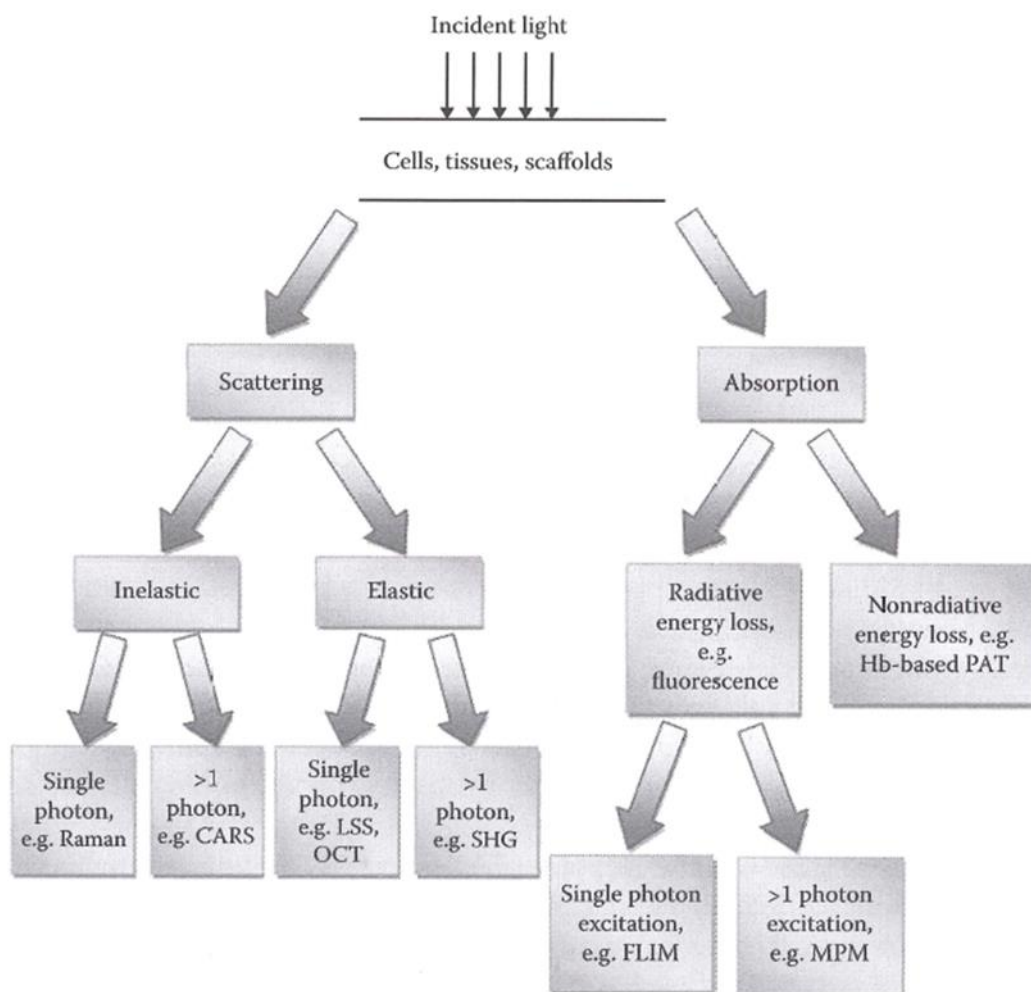 Incident light
Cells, tissues, scaffolds
Scattering
Absorption
Inelastic
Elastic
Radiative
energy loss,
e.g.
fluorescence
Nonradiative
energy loss, e.g.
Hb-based PAT
Single
photon,
e.g. Raman
>1
photon,
e.g. CARS
Single
photon,
e.g. LSS,
OCT
>1
photon,
e.g. SHG
Single photon
excitation,
e.g. FLIM
>1 photon
excitation,
e.g. MPM